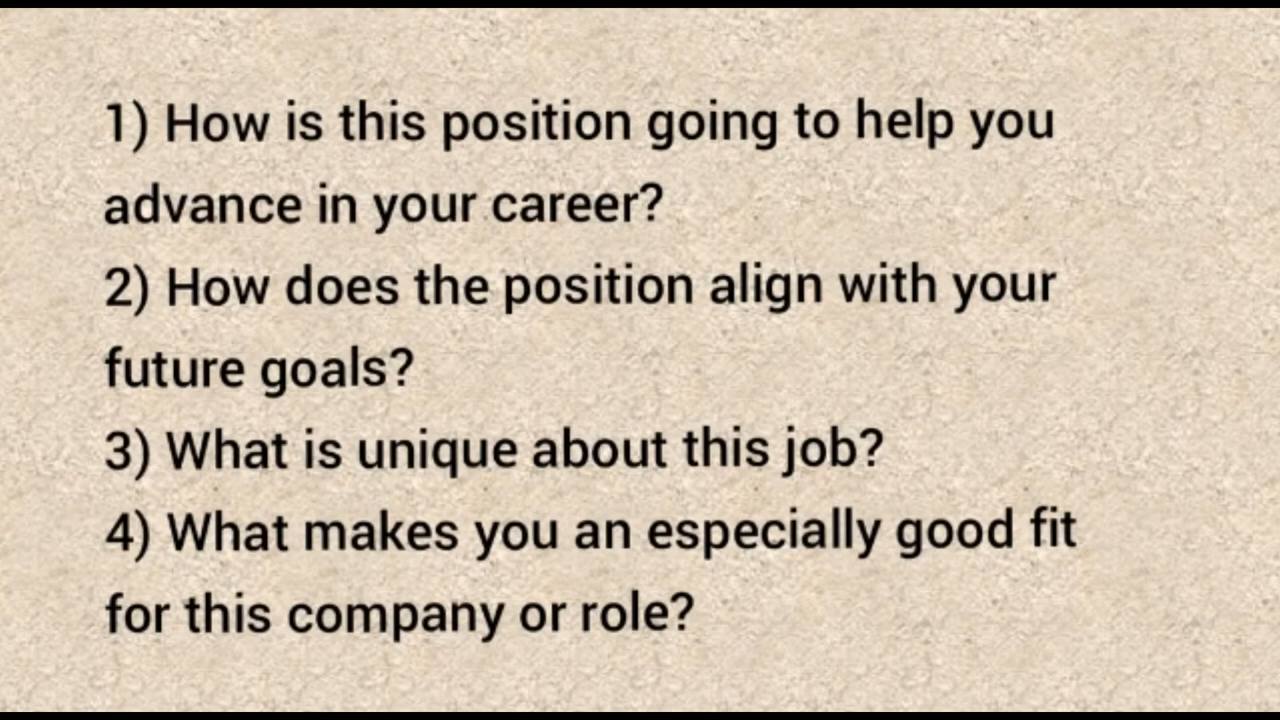 1) How is this position going to help you
advance in your career?
2) How does the position align with your
future goals?
3) What is unique about this job?
4) What makes you an especially good fit
for this company or role?